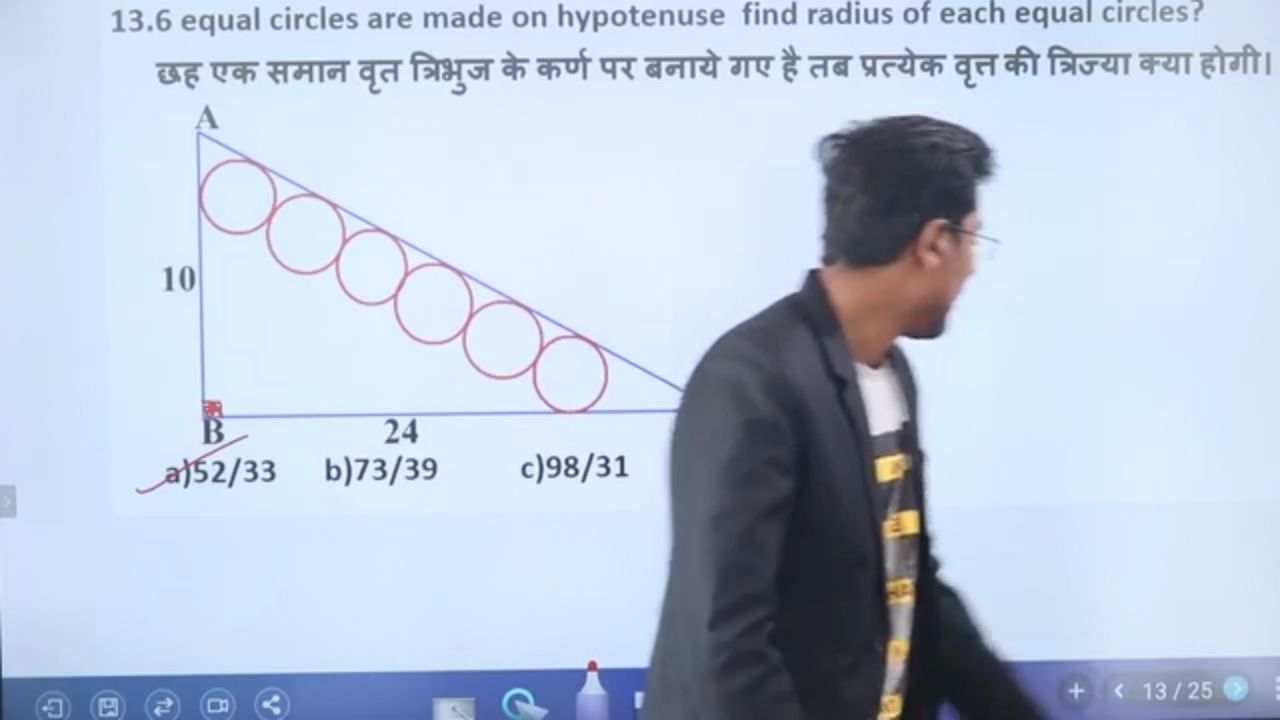 13.6 equal circles are made on hypotenuse find radius of each equal circles?
छह एक समान वृत त्रिभुज के कर्ण पर बनाये गए है तब प्रत्येक वृत्त की त्रिज्या क्या होगी।
A
10
B
24
a)52/33 b)73/39 c)98/31
13 / 25